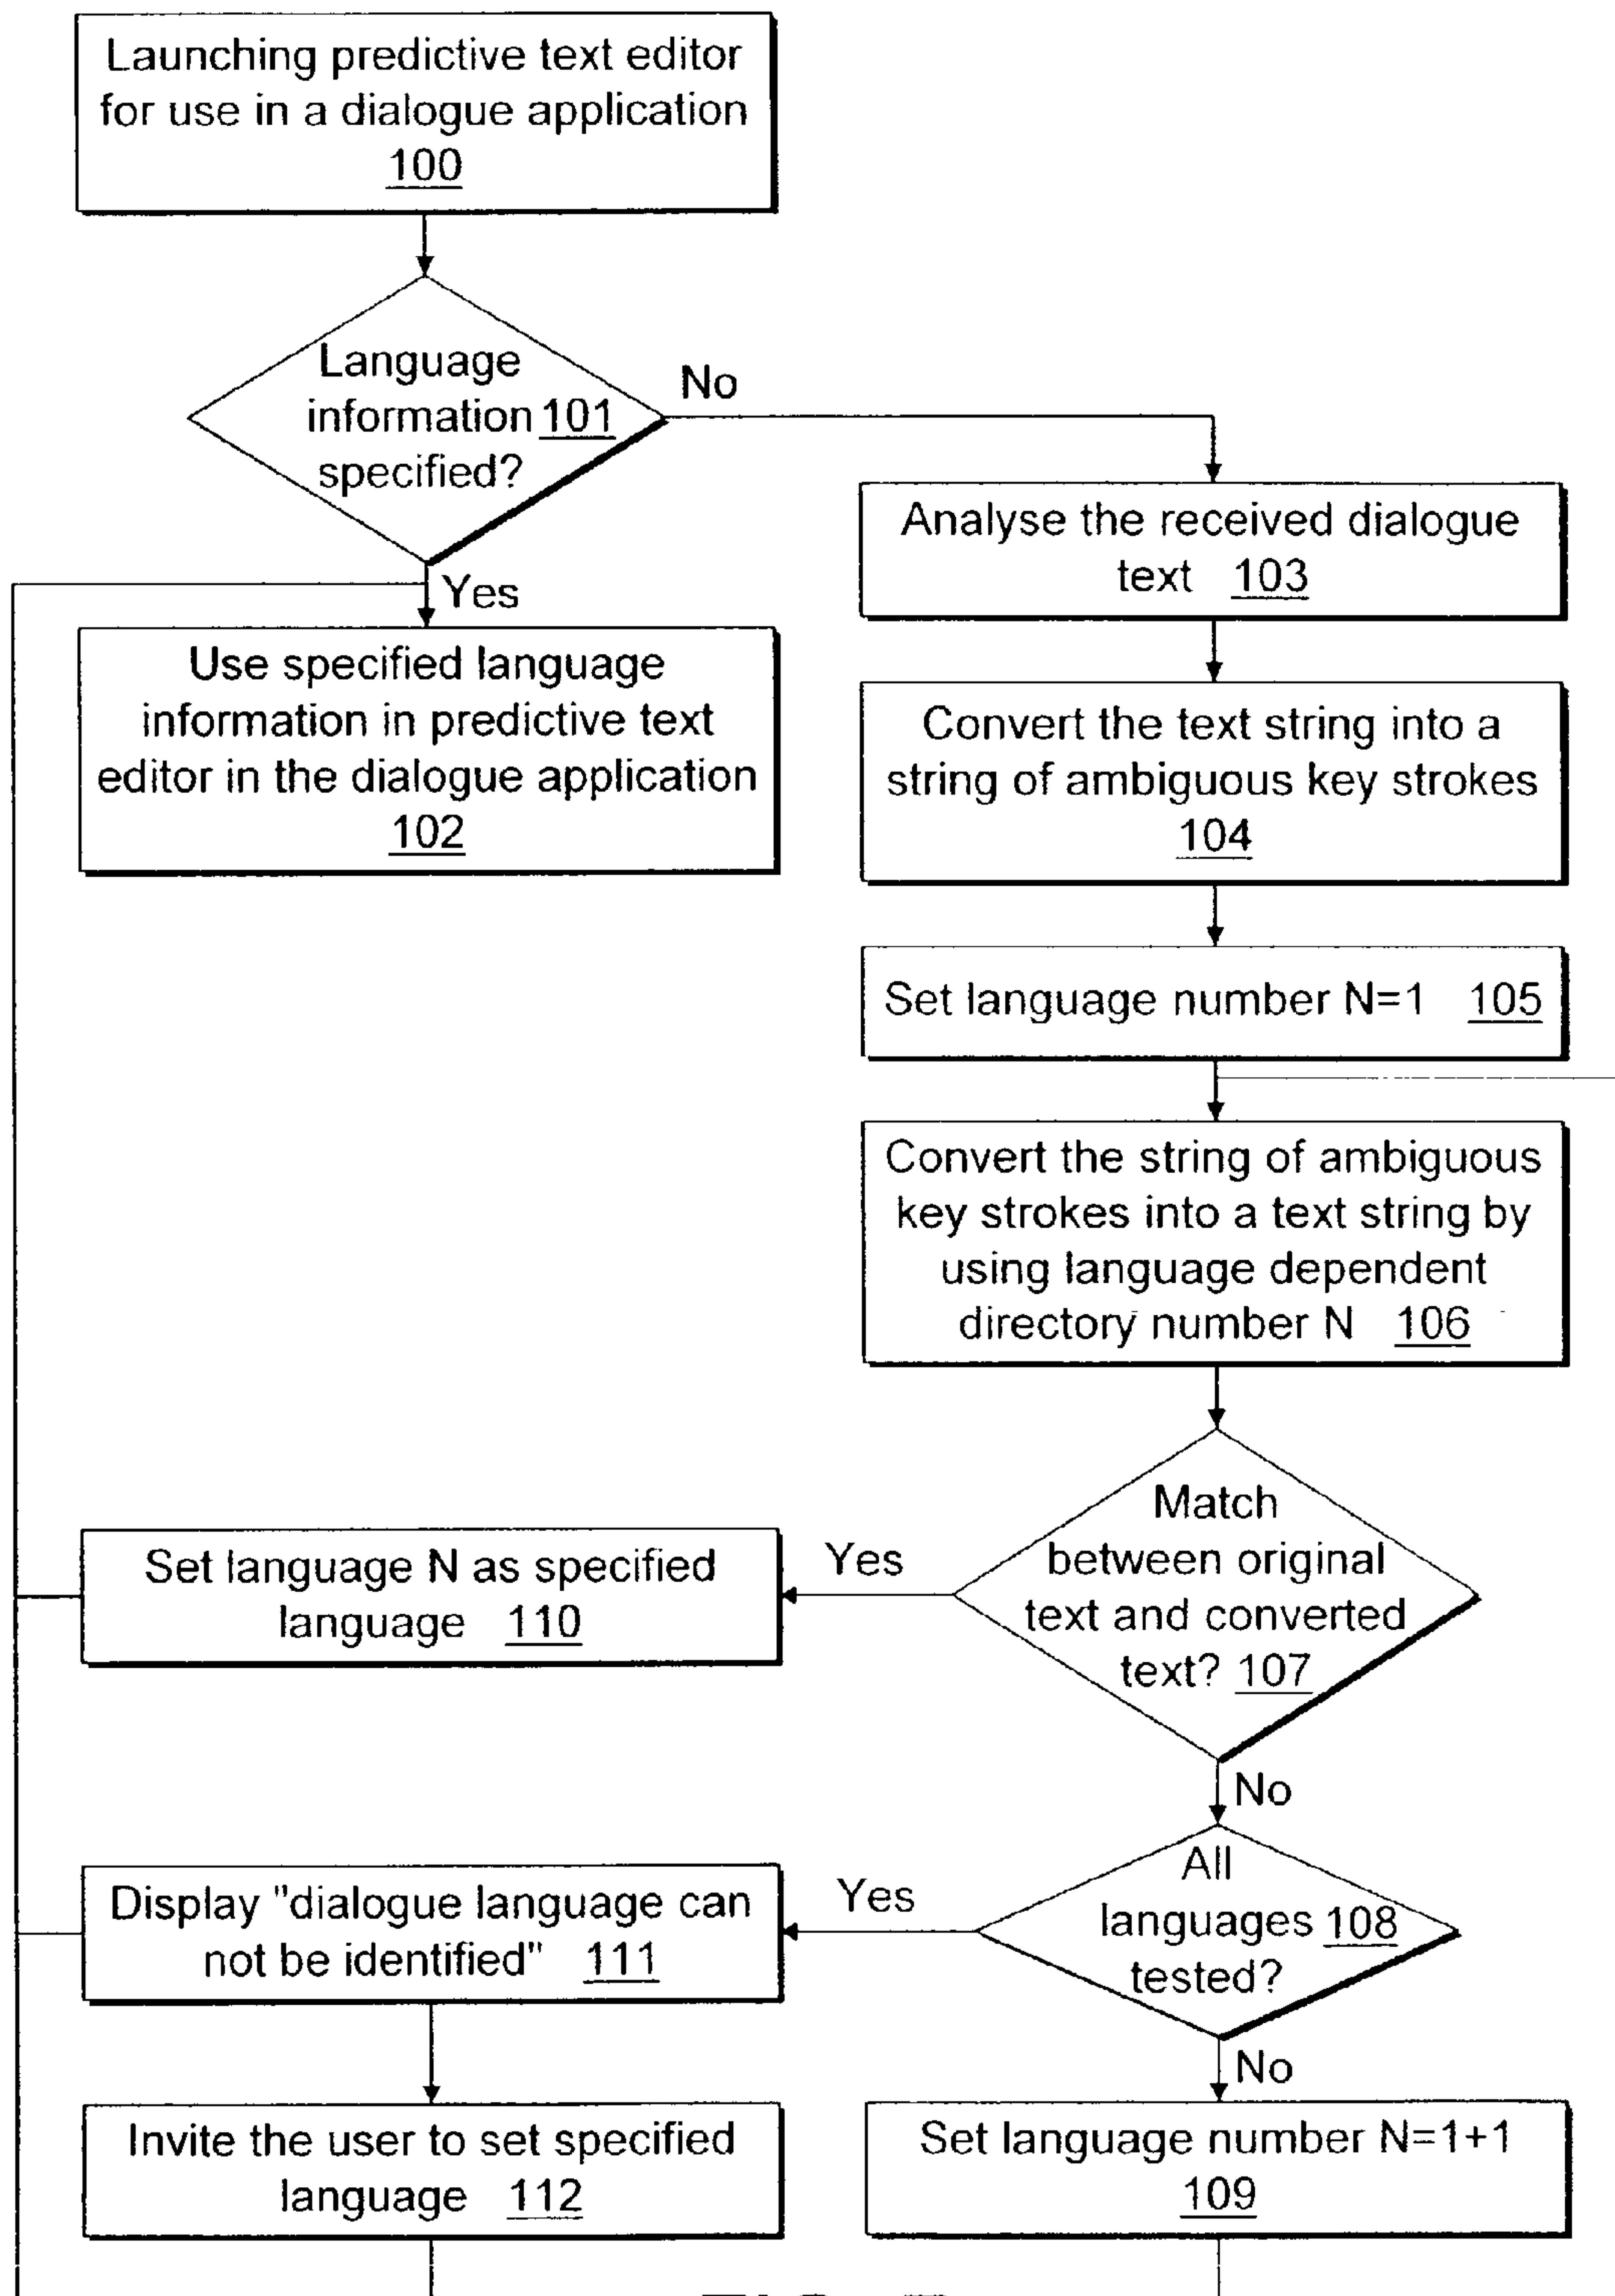 Launching predictive text editor
for use in a dialogue application
100
Language
information 101
specified?
No
Yes
Use specified language
information in predictive text
editor in the dialogue application
102
Analyse the received dialogue
text 103
Convert the text string into a
string of ambiguous key strokes
104
Set language number N=1 105
Convert the string of ambiguous
key strokes into a text string by
using language dependent
directory number N 106
Match
between original
text and converted
text? 107
Yes
Set language N as specified
language 110
No
All
languages 108
tested?
Yes
Display "dialogue language can
not be identified" 111
No
Invite the user to set specified
language 112
Set language number N=1+1
109